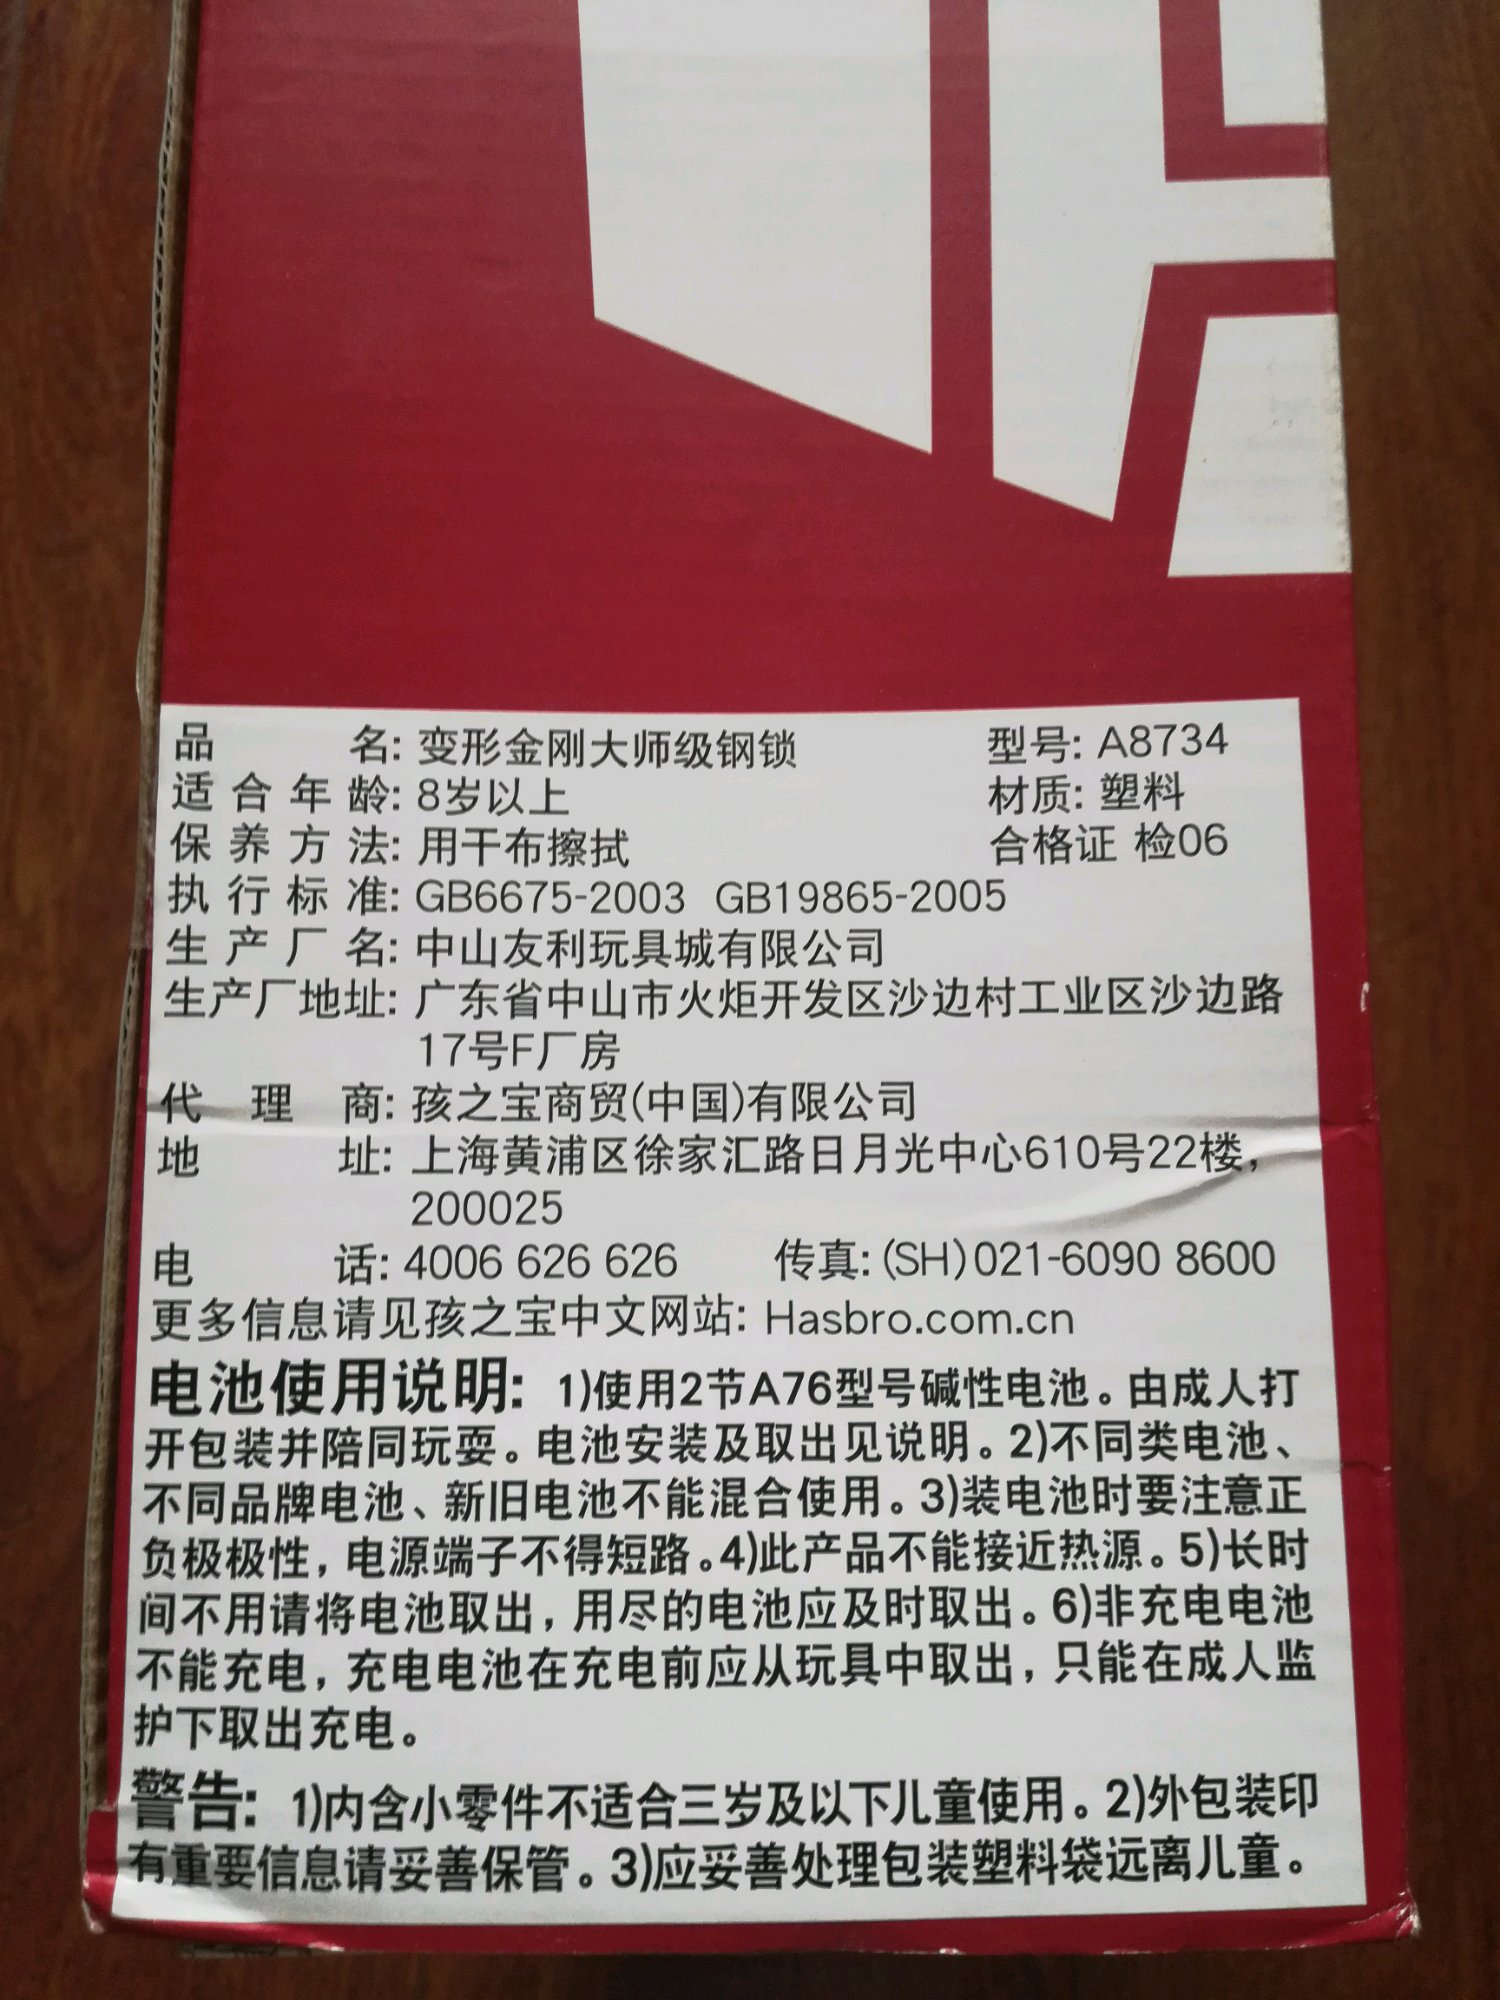 品名: 变形金刚大师级钢锁 型号: A8734
适合年龄: 8岁以上 材质: 塑料
保养方法: 用干布擦拭 合格证 检06
执行标准: GB6675-2003 GB19865-2005
生产厂名: 中山友利玩具城有限公司
生产厂地址: 广东省中山市火炬开发区沙边村工业区沙边路
17号F厂房
代理商: 孩之宝商贸(中国)有限公司
地址: 上海黄浦区徐家汇路日月光中心610号22楼,
200025
电话: 4006 626 626 传真: (SH)021-6090 8600
更多信息请见孩之宝中文网站: Hasbro.com.cn
电池使用说明: 1)使用2节A76型号碱性电池。由成人打
开包装并陪同玩耍。电池安装及取出见说明。2)不同类电池、
不同品牌电池、新旧电池不能混合使用。3)装电池时要注意正
负极极性, 电源端子不得短路。4)此产品不能接近热源。5)长时
间不用请将电池取出, 用尽的电池应及时取出。6)非充电电池
不能充电, 充电电池在充电前应从玩具中取出, 只能在成人监
护下取出充电。
警告: 1)内含小零件不适合三岁及以下儿童使用。2)外包装印
有重要信息请妥善保管。3)应妥善处理包装塑料袋远离儿童。